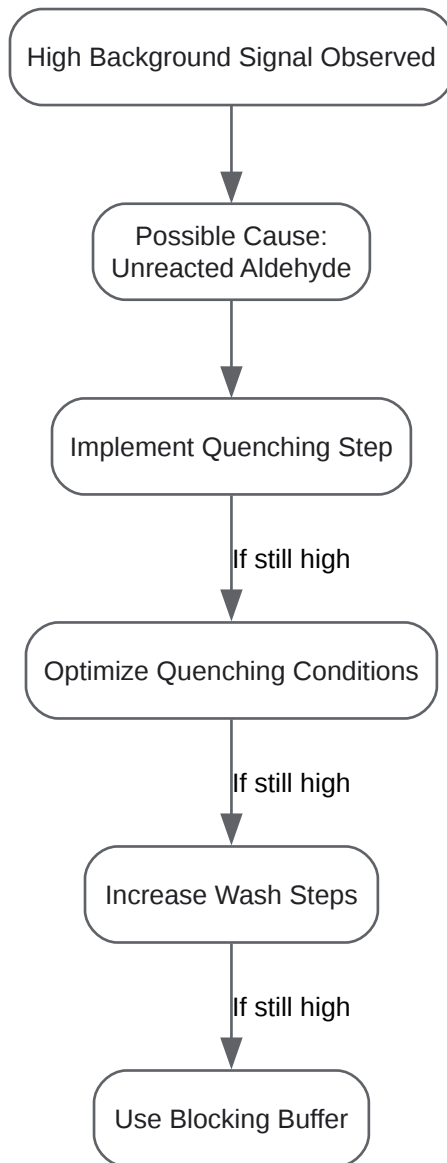 High Background Signal Observed
Possible Cause:
Unreacted Aldehyde
Implement Quenching Step
If still high
Optimize Quenching Conditions
If still high
Increase Wash Steps
If still high
Use Blocking Buffer